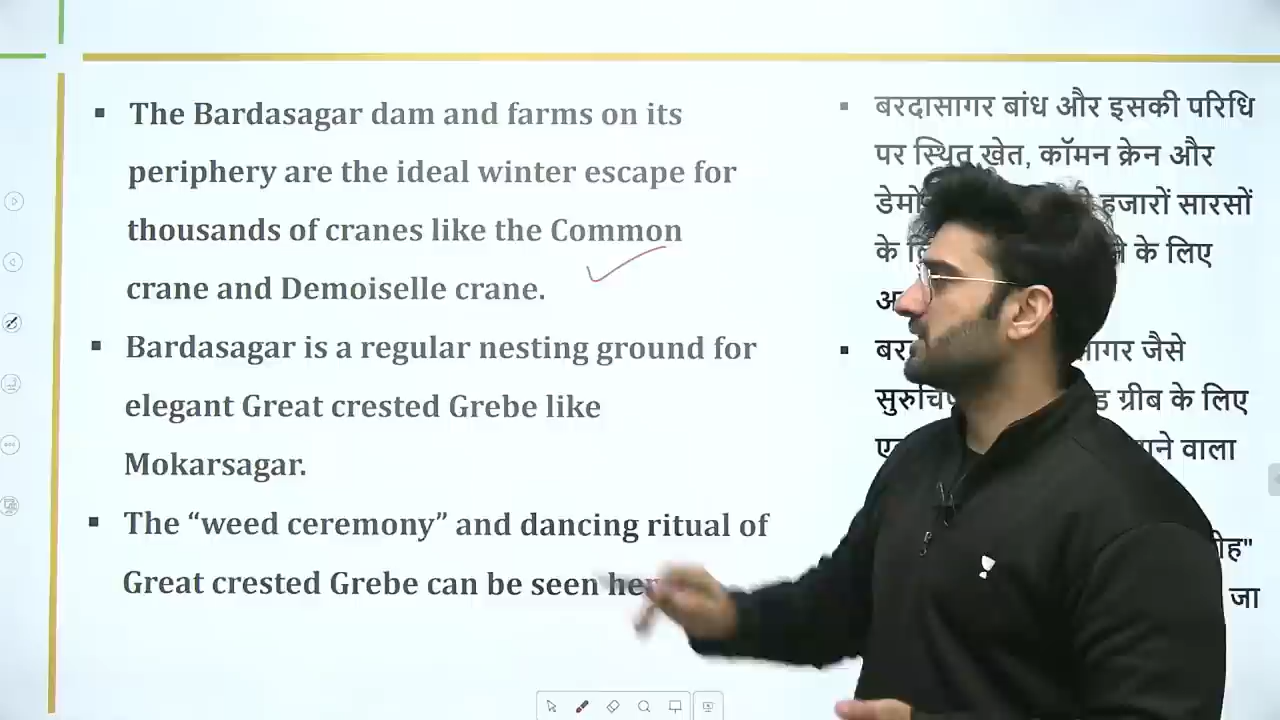 The Bardasagar dam and farms on its
periphery are the ideal winter escape for
thousands of cranes like the Common
crane and Demoiselle crane.
Bardasagar is a regular nesting ground for
elegant Great crested Grebe like
Mokarsagar.
The “weed ceremony” and dancing ritual of
Great crested Grebe can be seen
बरदासागर बांध और इसकी परिधि
पर स्थित खेत, कॉमन क्रेन और
हजारों सारसों
के लिए
सागर जैसे
ग्रीब के लिए
वाला
जा